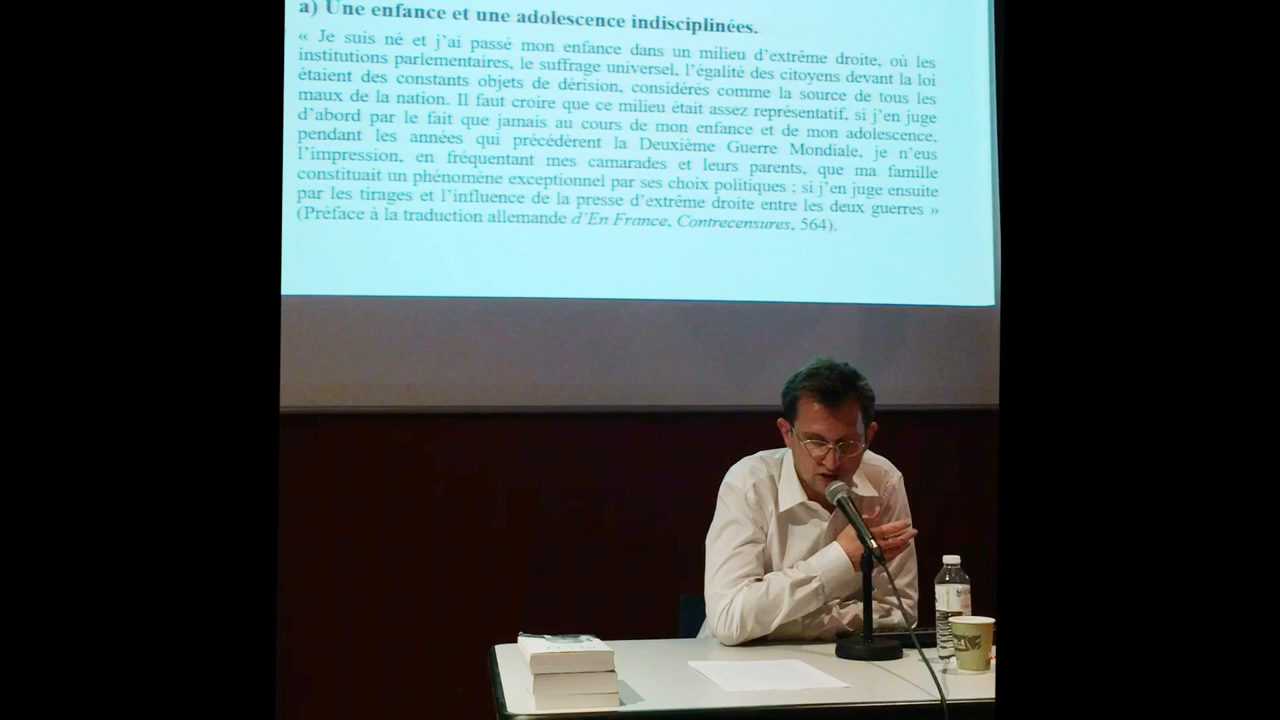 a) Une enfance et une adolescence indisciplinées.
« Je suis né et j’ai passé mon enfance dans un milieu d’extrême droite, où les
institutions parlementaires, le suffrage universel, l’égalité des citoyens devant la loi
étaient des constants objets de dérision, considérés comme la source de tous les
maux de la nation. Il faut croire que ce milieu était assez représentatif, si j’en juge
d’abord par le fait que jamais au cours de mon enfance et de mon adolescence,
pendant les années qui précédèrent la Deuxième Guerre Mondiale, je n’eus
l’impression, en fréquentant mes camarades et leurs parents, que ma famille
constituait un phénomène exceptionnel par ses choix politiques ; si j’en juge ensuite
par les tirages et l’influence de la presse d’extrême droite entre les deux guerres »
(Préface à la traduction allemande d’En France, Contrecensures, 564).